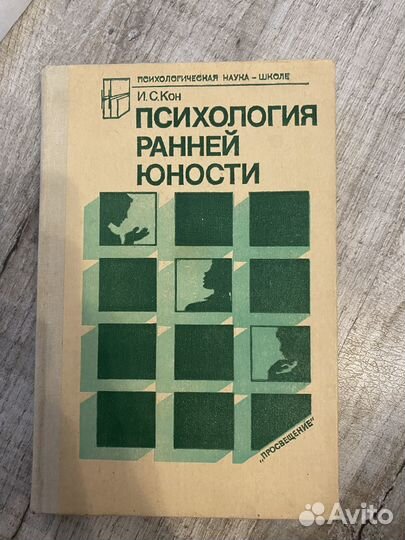 ПСИХОЛОГИЧЕСКАЯ НАУКА – ШКОЛЕ
И.С.Кон
ПСИХОЛОГИЯ
РАННЕЙ
ЮНОСТИ
„ПРОСВЕЩЕНИЕ"
Avito